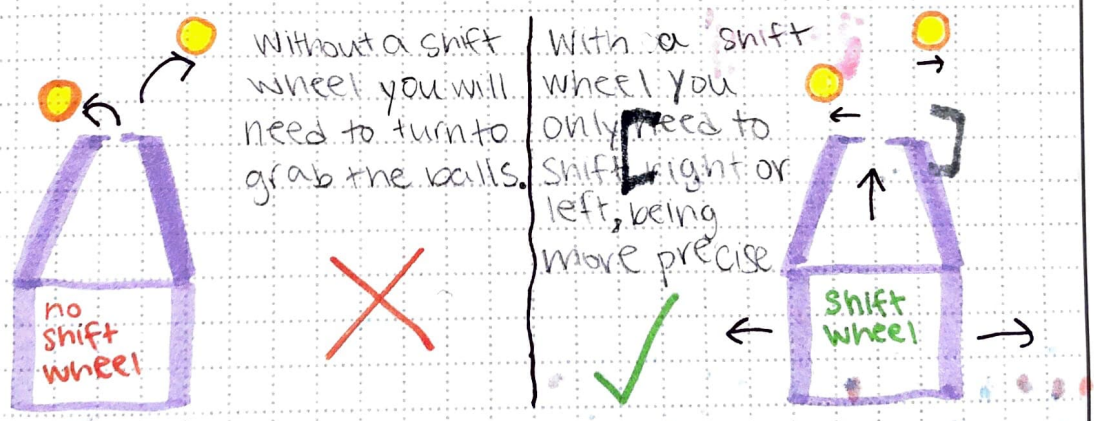 Without a shift
wheel you will
need to turn to
grab the balls.
no
shift
wheel
With a shift
wheel you
only need to
shift right or
left, being
more precise
shift
wheel